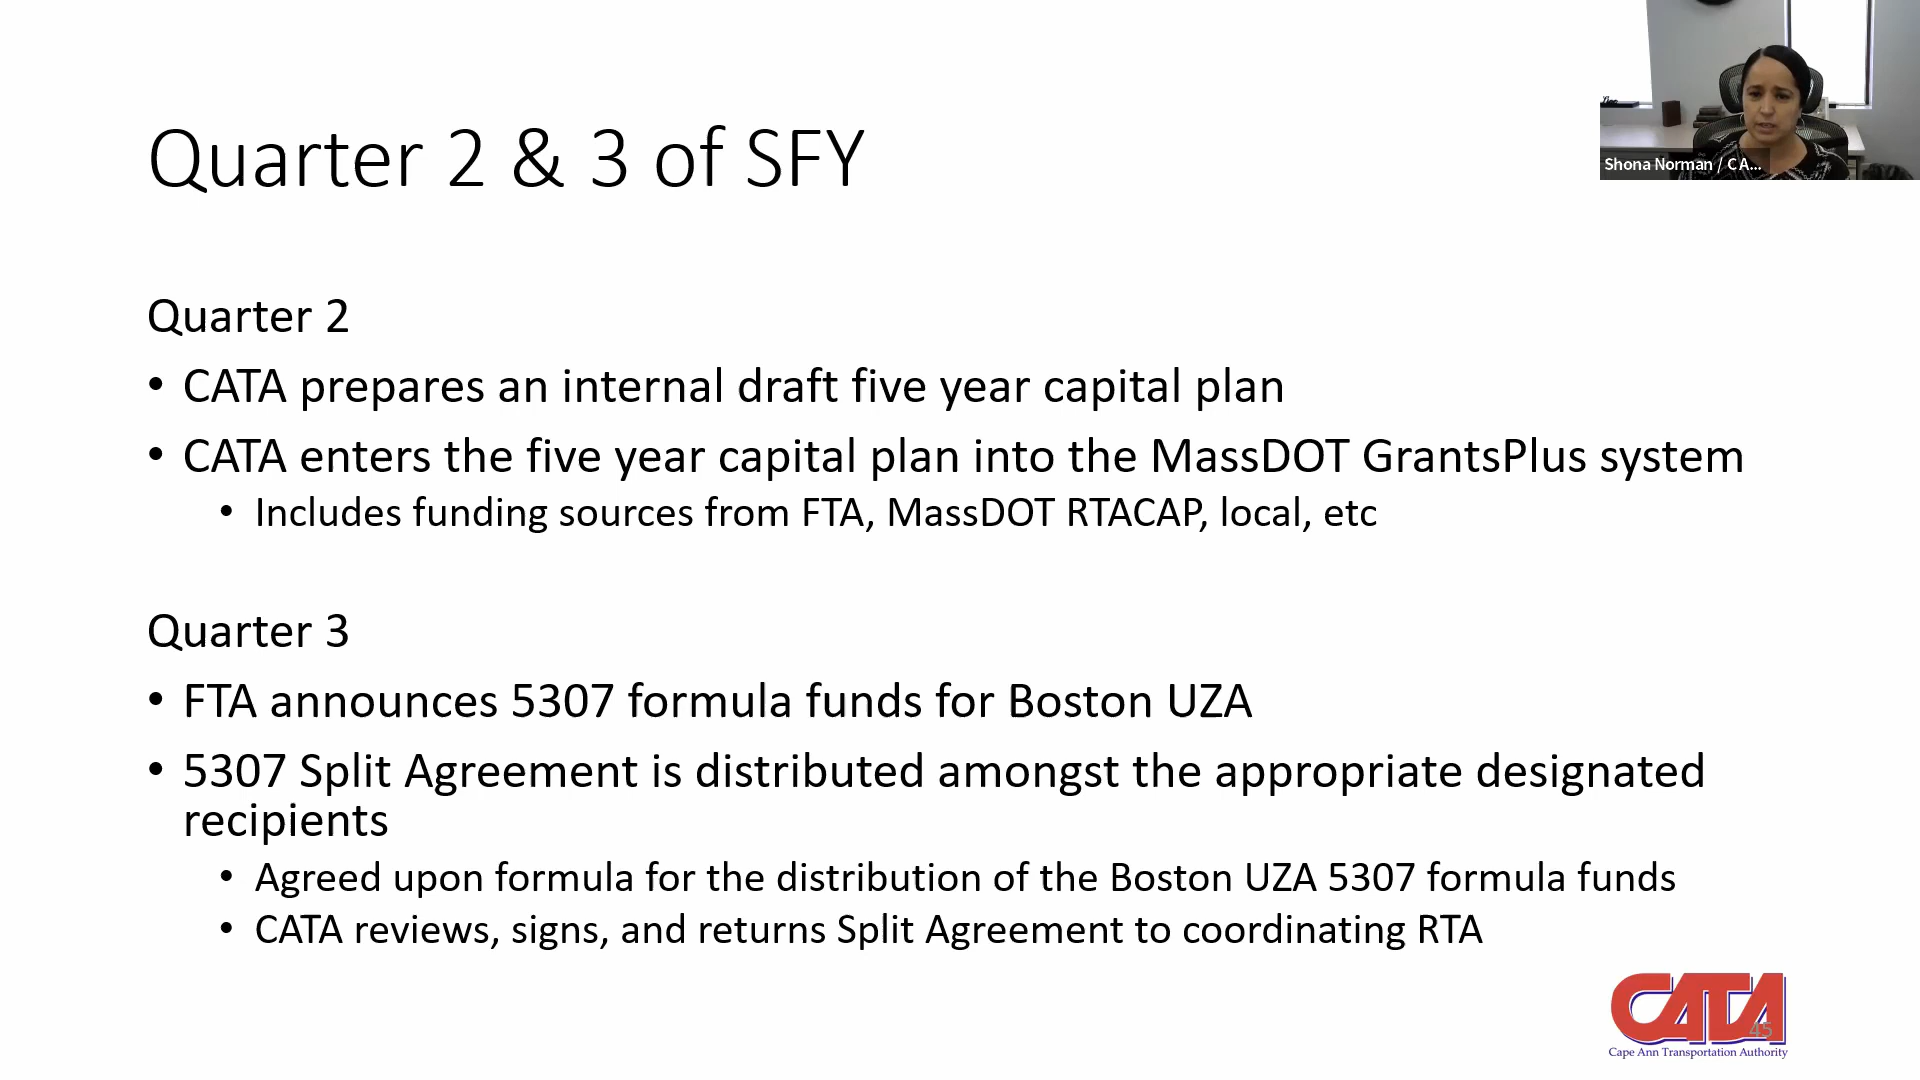 Quarter 2 & 3 of SFY
Shona Norman / C A...
Quarter 2
• CATA prepares an internal draft five year capital plan
• CATA enters the five year capital plan into the MassDOT GrantsPlus system
• Includes funding sources from FTA, MassDOT RTACAP, local, etc
Quarter 3
• FTA announces 5307 formula funds for Boston UZA
• 5307 Split Agreement is distributed amongst the appropriate designated
recipients
• Agreed upon formula for the distribution of the Boston UZA 5307 formula funds
• CATA reviews, signs, and returns Split Agreement to coordinating RTA
CATA
45
Cape Ann Transportation Authority